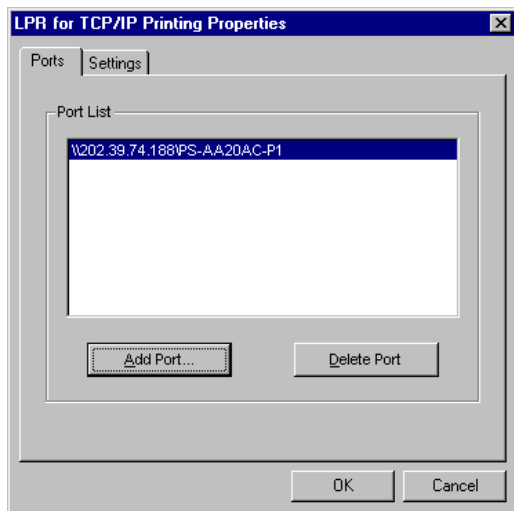 LPR for TCP/IP Printing Properties
Ports Settings
Port List
\\202.39.74.188\PS-AA20AC-P1
Add Port... Delete Port
OK Cancel